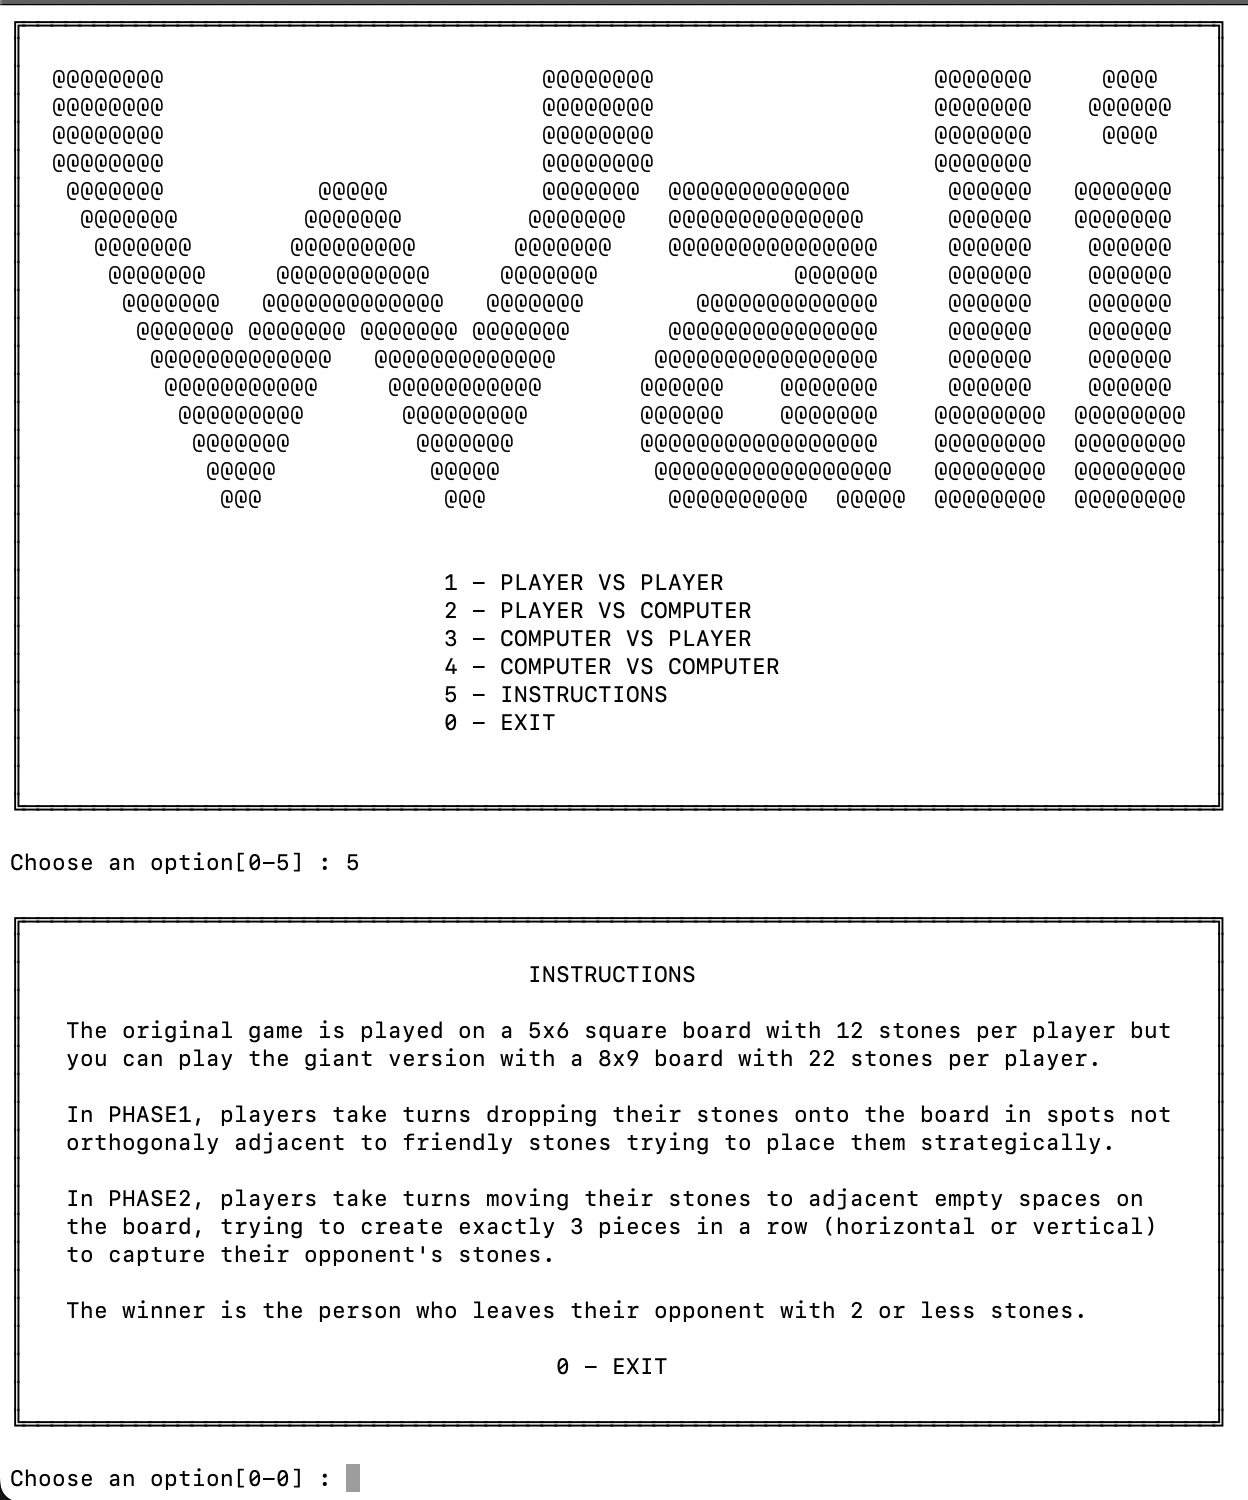 Wali
1 - PLAYER VS PLAYER
2 - PLAYER VS COMPUTER
3 - COMPUTER VS PLAYER
4 - COMPUTER VS COMPUTER
5 - INSTRUCTIONS
0 - EXIT
Choose an option[0-5] : 5
INSTRUCTIONS
The original game is played on a 5x6 square board with 12 stones per player but
you can play the giant version with a 8x9 board with 22 stones per player.
In PHASE1, players take turns dropping their stones onto the board in spots not
orthogonaly adjacent to friendly stones trying to place them strategically.
In PHASE2, players take turns moving their stones to adjacent empty spaces on
the board, trying to create exactly 3 pieces in a row (horizontal or vertical)
to capture their opponent's stones.
The winner is the person who leaves their opponent with 2 or less stones.
0 - EXIT
Choose an option[0-0] :